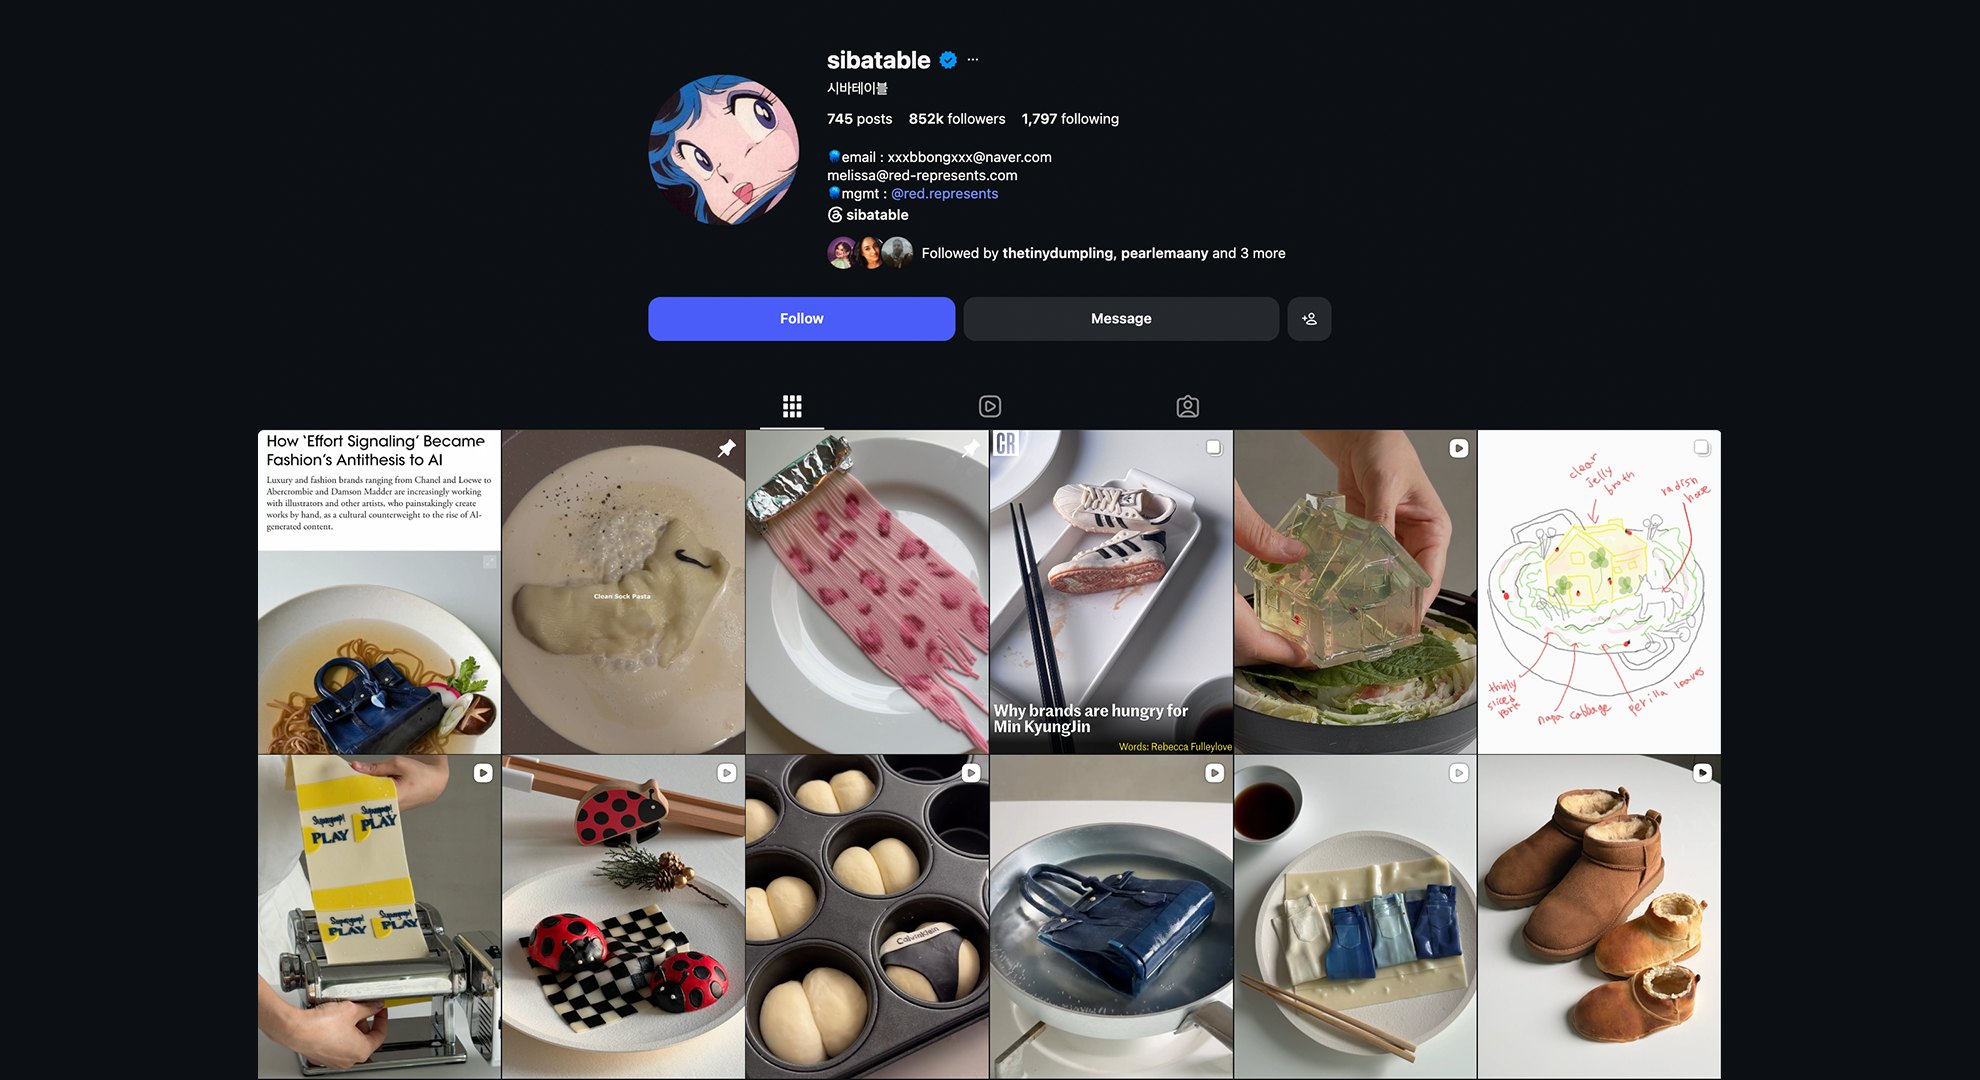 sibatable
시바테이블
745 posts 852k followers 1,797 following
email : xxxbbongxxx@naver.com
melissa@red-represents.com
mgmt : @red.represents
sibatable
Followed by thetinydumpling, pearlemaany and 3 more
Follow
Message
How ‘Effort Signaling’ Became
Fashion’s Antithesis to AI
Luxury and fashion brands ranging from Chanel and Loewe to
Abercrombie and Damson Madder are increasingly working
with illustrators and other artists, who painstakingly create
works by hand, as a cultural counterweight to the rise of AI-
generated content.
Clean Sock Pasta
CR
Why brands are hungry for
Min KyungJin
Words: Rebecca Fulleylove
clear
jelly
broth
radish
thinly
sliced
pork
napa cabbage
perilla leaves
Supergoop!
PLAY
Supergoop!
PLAY
Supergoop!
PLAY
Supergoop!
PLAY
Calvin Klein